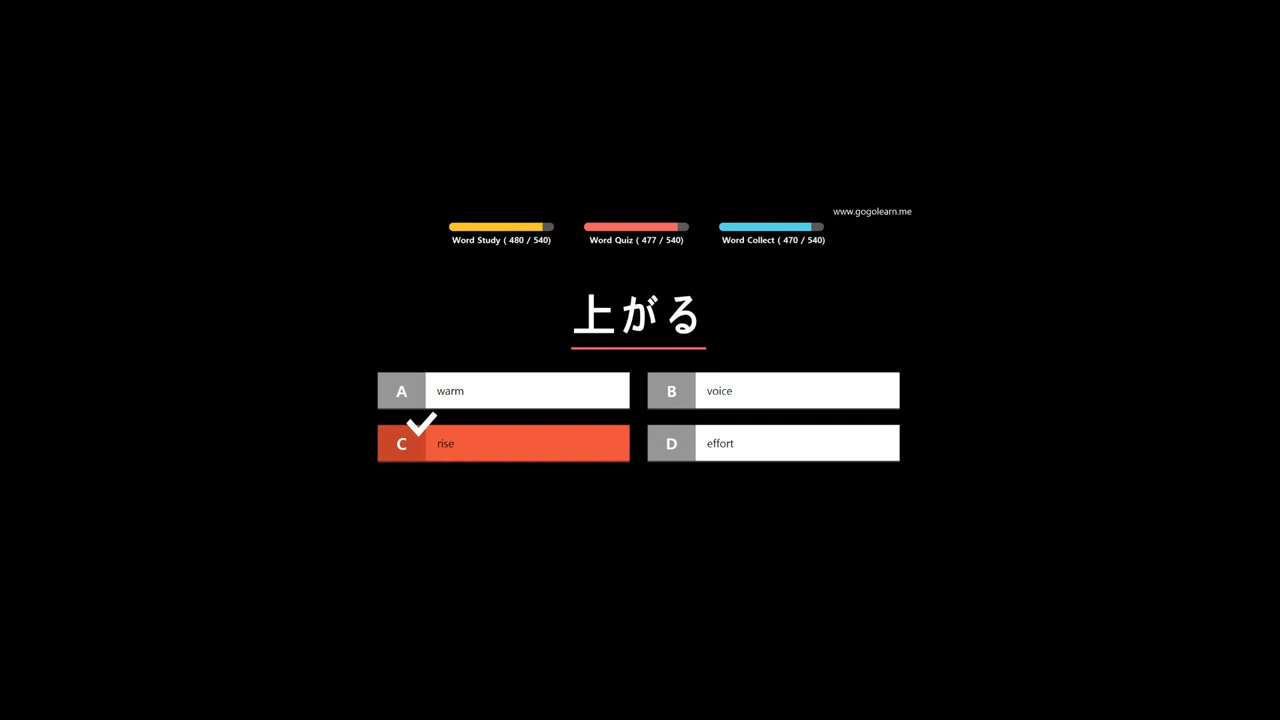 www.gogolearn.me
Word Study ( 480 / 540)
Word Quiz ( 477 / 540)
Word Collect ( 470 / 540)
上がる
A warm
B voice
C rise
D effort